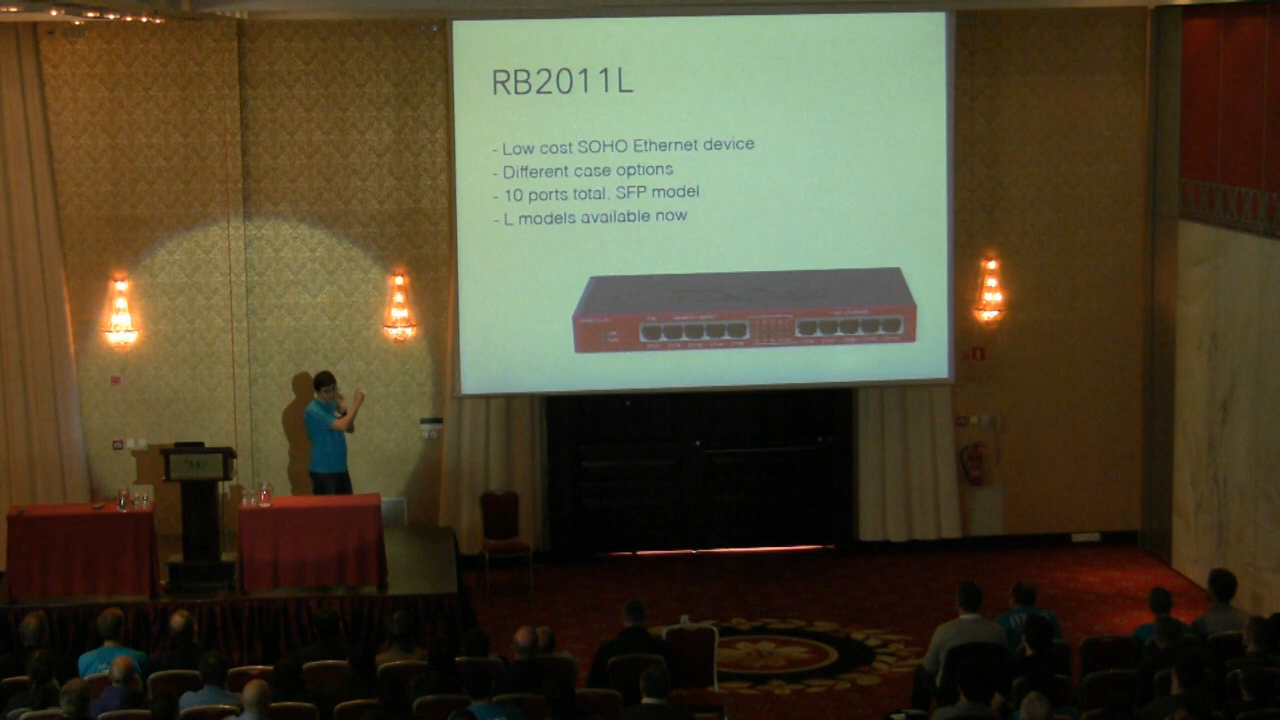 RB2011L
- Low cost SOHO Ethernet device
- Different case options
- 10 ports total. SFP model
- L models available now